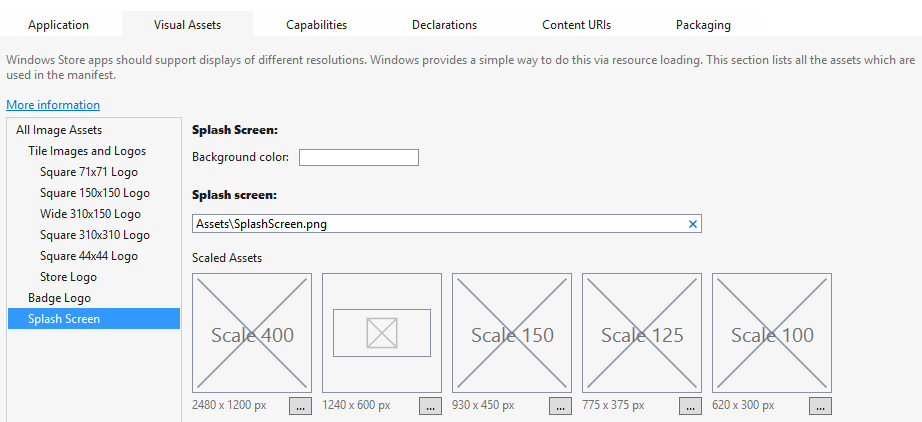 Application Visual Assets Capabilities Declarations Content URIs Packaging
Windows Store apps should support displays of different resolutions. Windows provides a simple way to do this via resource loading. This section lists all the assets which are
used in the manifest.
More information
All Image Assets
Tile Images and Logos
Square 71x71 Logo
Square 150x150 Logo
Wide 310x150 Logo
Square 310x310 Logo
Square 44x44 Logo
Store Logo
Badge Logo
Splash Screen
Splash Screen:
Background color:
Splash screen:
Assets\SplashScreen.png
Scaled Assets
Scale 400 Scale 150 Scale 125 Scale 100
2480 x 1200 px ... 1240 x 600 px ... 930 x 450 px ... 775 x 375 px ... 620 x 300 px ...